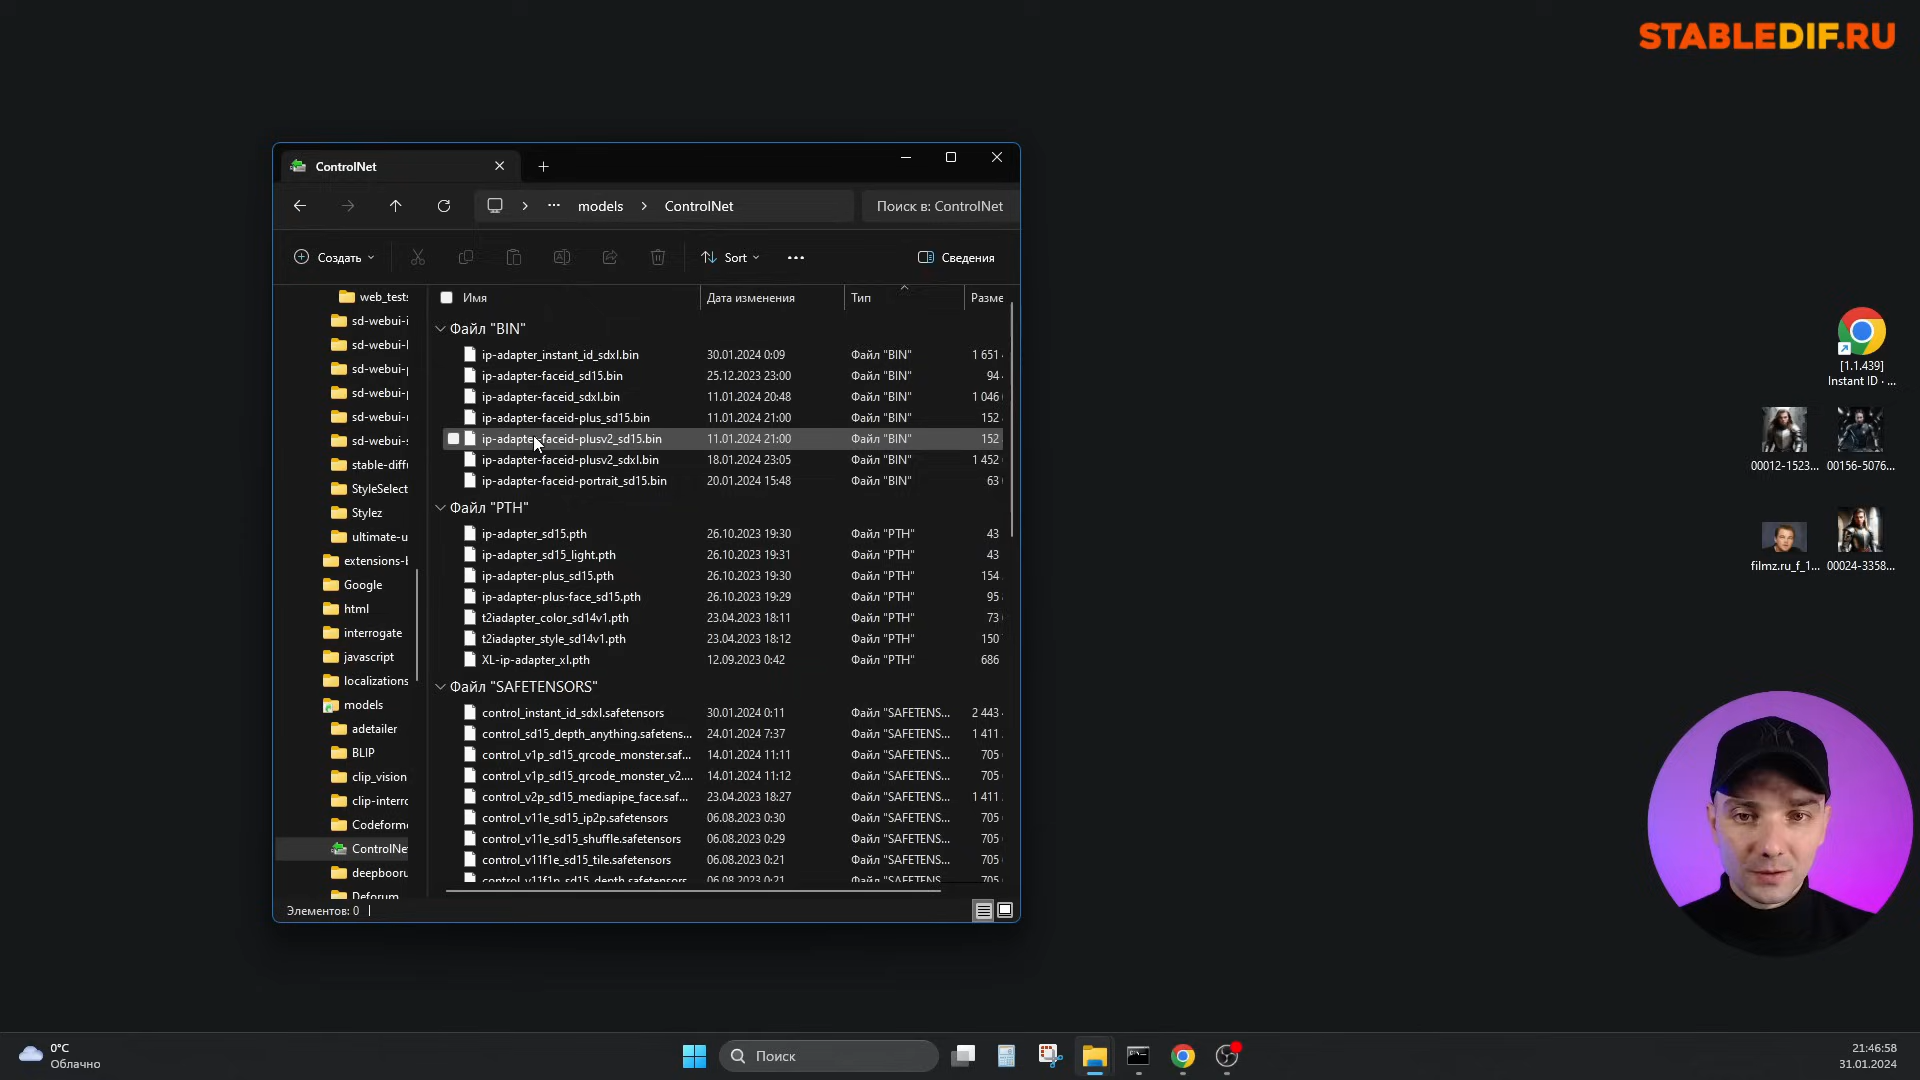 STABLEDIF.RU
ControlNet
models
ControlNet
Поиск в: ControlNet
Создать
Sort
Сведения
web_tests
sd-webui-i
sd-webui-l
sd-webui-p
sd-webui-p
sd-webui-r
sd-webui-s
stable-diff
StyleSelect
Stylez
ultimate-u
extensions-b
Google
html
interrogate
javascript
localizations
models
adetailer
BLIP
clip_vision
clip-interro
Codeforme
ControlNet
deepbooru
Deforum
Имя Дата изменения Тип Разме
Файл "BIN"
ip-adapter_instant_id_sdxl.bin 30.01.2024 0:09 Файл "BIN" 1 651
ip-adapter-faceid_sd15.bin 25.12.2023 23:00 Файл "BIN" 94
ip-adapter-faceid_sdxl.bin 11.01.2024 20:48 Файл "BIN" 1 046
ip-adapter-faceid-plus_sd15.bin 11.01.2024 21:00 Файл "BIN" 152
ip-adapter-faceid-plusv2_sd15.bin 11.01.2024 21:00 Файл "BIN" 152
ip-adapter-faceid-plusv2_sdxl.bin 18.01.2024 23:05 Файл "BIN" 1 452
ip-adapter-faceid-portrait_sd15.bin 20.01.2024 15:48 Файл "BIN" 63
Файл "PTH"
ip-adapter_sd15.pth 26.10.2023 19:30 Файл "PTH" 43
ip-adapter_sd15_light.pth 26.10.2023 19:31 Файл "PTH" 43
ip-adapter-plus_sd15.pth 26.10.2023 19:30 Файл "PTH" 154
ip-adapter-plus-face_sd15.pth 26.10.2023 19:29 Файл "PTH" 95
t2iadapter_color_sd14v1.pth 23.04.2023 18:11 Файл "PTH" 73
t2iadapter_style_sd14v1.pth 23.04.2023 18:12 Файл "PTH" 150
XL-ip-adapter_xl.pth 12.09.2023 0:42 Файл "PTH" 686
Файл "SAFETENSORS"
control_instant_id_sdxl.safetensors 30.01.2024 0:11 Файл "SAFETENS... 2 443
control_sd15_depth_anything.safetens... 24.01.2024 7:37 Файл "SAFETENS... 1 411
control_v1p_sd15_qrcode_monster.saf... 14.01.2024 11:11 Файл "SAFETENS... 705
control_v1p_sd15_qrcode_monster_v2.... 14.01.2024 11:12 Файл "SAFETENS... 705
control_v2p_sd15_mediapipe_face.saf... 23.04.2023 18:27 Файл "SAFETENS... 1 411
control_v11e_sd15_ip2p.safetensors 06.08.2023 0:30 Файл "SAFETENS... 705
control_v11e_sd15_shuffle.safetensors 06.08.2023 0:29 Файл "SAFETENS... 705
control_v11f1e_sd15_tile.safetensors 06.08.2023 0:21 Файл "SAFETENS... 705
control_v11f1p_sd15_depth.safetensors 06.08.2023 0:21 Файл "SAFETENS 705
Элементов: 0
[1.1.439]
Instant ID · ...
00012-1523... 00156-5076...
filmz.ru_f_1... 00024-3358...
0°C
Облачно
Поиск
21:46:58
31.01.2024